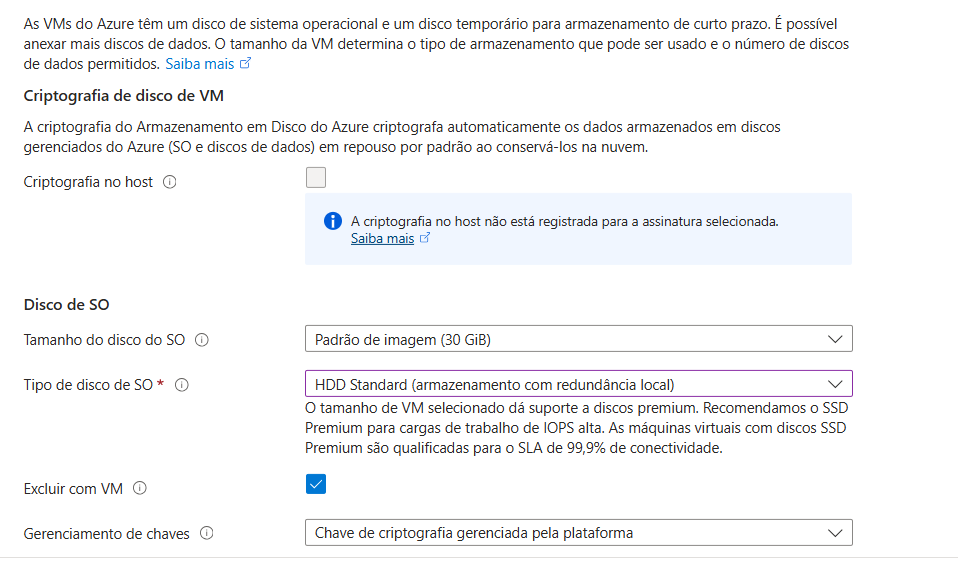 As VMs do Azure têm um disco de sistema operacional e um disco temporário para armazenamento de curto prazo. É possível
anexar mais discos de dados. O tamanho da VM determina o tipo de armazenamento que pode ser usado e o número de discos
de dados permitidos. Saiba mais
Criptografia de disco de VM
A criptografia do Armazenamento em Disco do Azure criptografa automaticamente os dados armazenados em discos
gerenciados do Azure (SO e discos de dados) em repouso por padrão ao conservá-los na nuvem.
Criptografia no host
A criptografia no host não está registrada para a assinatura selecionada.
Saiba mais
Disco de SO
Tamanho do disco do SO
Padrão de imagem (30 GiB)
Tipo de disco de SO *
HDD Standard (armazenamento com redundância local)
O tamanho de VM selecionado dá suporte a discos premium. Recomendamos o SSD
Premium para cargas de trabalho de IOPS alta. As máquinas virtuais com discos SSD
Premium são qualificadas para o SLA de 99,9% de conectividade.
Excluir com VM
Gerenciamento de chaves
Chave de criptografia gerenciada pela plataforma